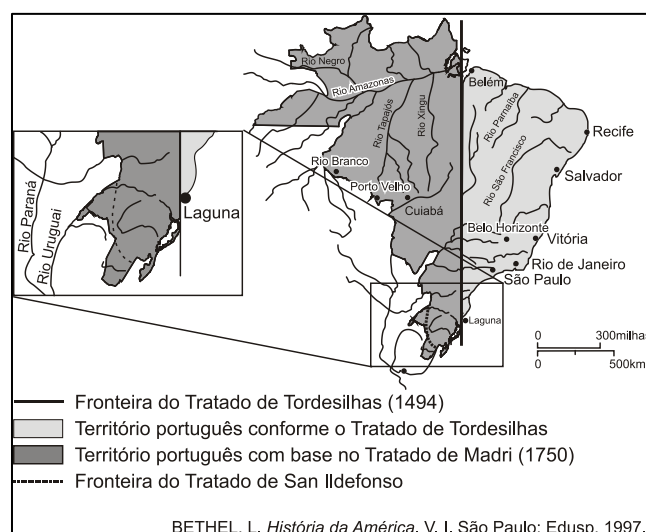 Rio Negro
Rio Amazonas
Belém
Rio Tapajós
Rio Xingu
Rio Parnaíba
Rio São Francisco
Recife
Salvador
Rio Branco
Porto Velho
Cuiabá
Belo Horizonte
Vitória
Rio de Janeiro
São Paulo
Laguna
Rio Paraná
Rio Uruguai
Laguna
0 300milhas
0 500km
Fronteira do Tratado de Tordesilhas (1494)
Território português conforme o Tratado de Tordesilhas
Território português com base no Tratado de Madri (1750)
Fronteira do Tratado de San Ildefonso
BETHEL, L. História da América. V. I. São Paulo: Edusp, 1997.